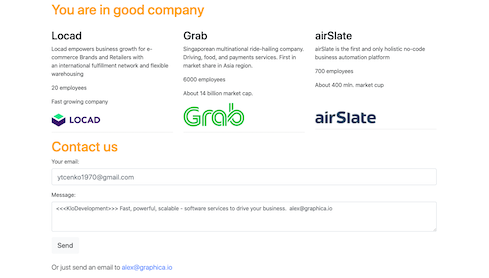 You are in good company
Locad
Locad empowers business growth for e-
commerce Brands and Retailers with
an international fulfillment network and flexible
warehousing
20 employees
Fast growing company
LOCAD
Grab
Singaporean multinational ride-hailing company.
Driving, food, and payments services. First in
market share in Asia region.
6000 employees
About 14 billion market cap.
Grab
airSlate
airSlate is the first and only holistic no-code
business automation platform
700 employees
About 400 mln. market cup
airSlate
Contact us
Your email:
ytcenko1970@gmail.com
Message:
<<<KloDevelopment>>> Fast, powerful, scalable - software services to drive your business. alex@graphica.io
Send
Or just send an email to alex@graphica.io